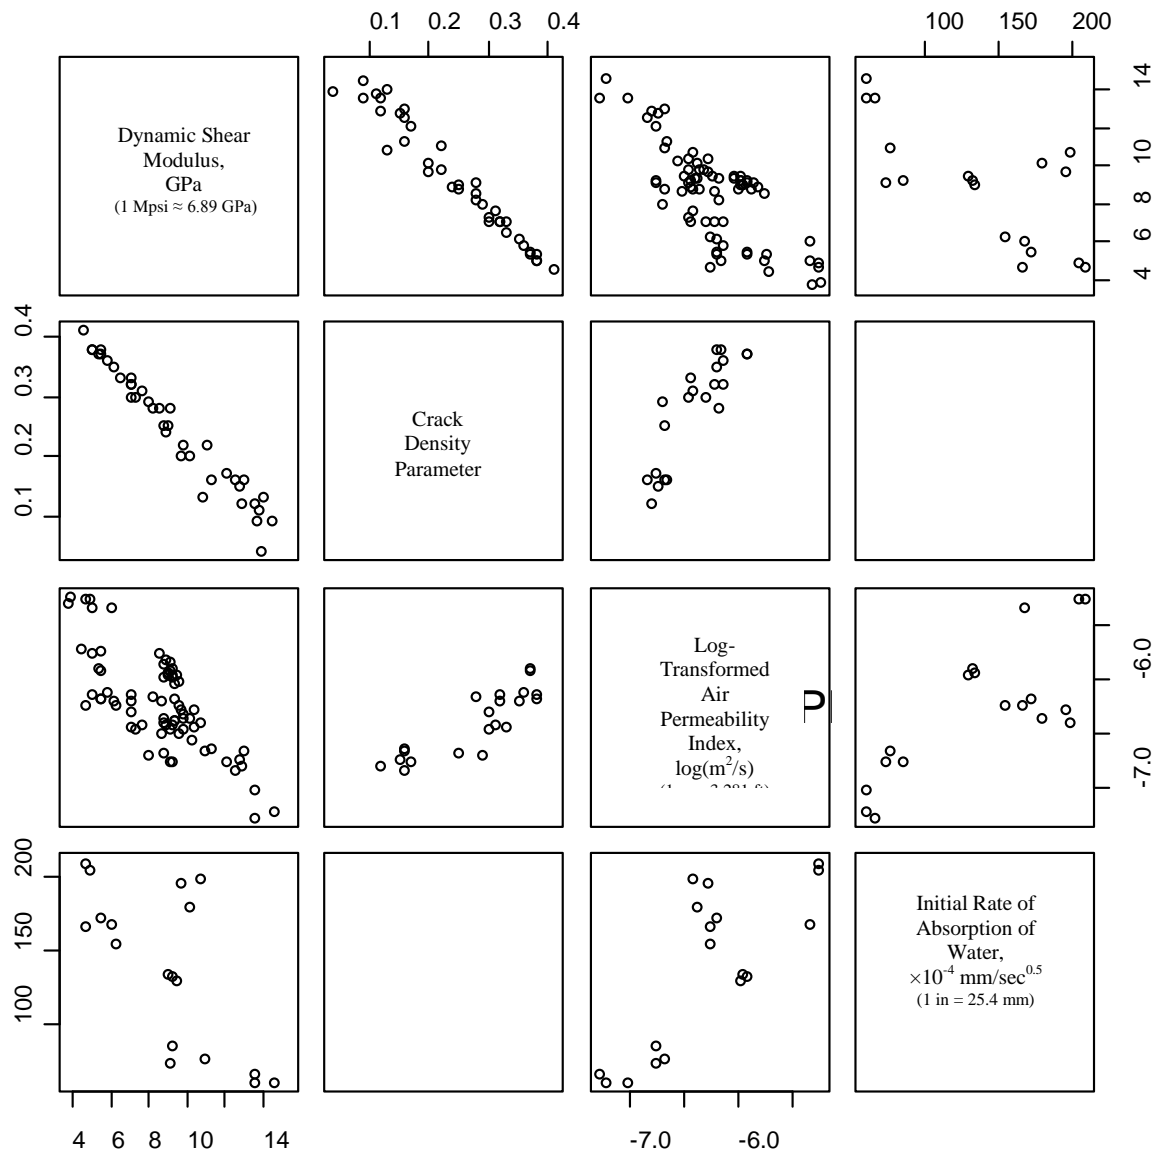 0.1 0.2 0.3 0.4
100 150 200
Dynamic Shear
Modulus,
GPa
(1 Mpsi ≈ 6.89 GPa)
14
10
8
6
4
0.4
0.3
0.2
0.1
Crack
Density
Parameter
Log-
Transformed
Air
Permeability
Index,
log(m²/s)
-6.0
-7.0
200
150
100
Initial Rate of
Absorption of
Water,
×10⁻⁴ mm/sec⁰·⁵
(1 in = 25.4 mm)
4 6 8 10 14
-7.0 -6.0